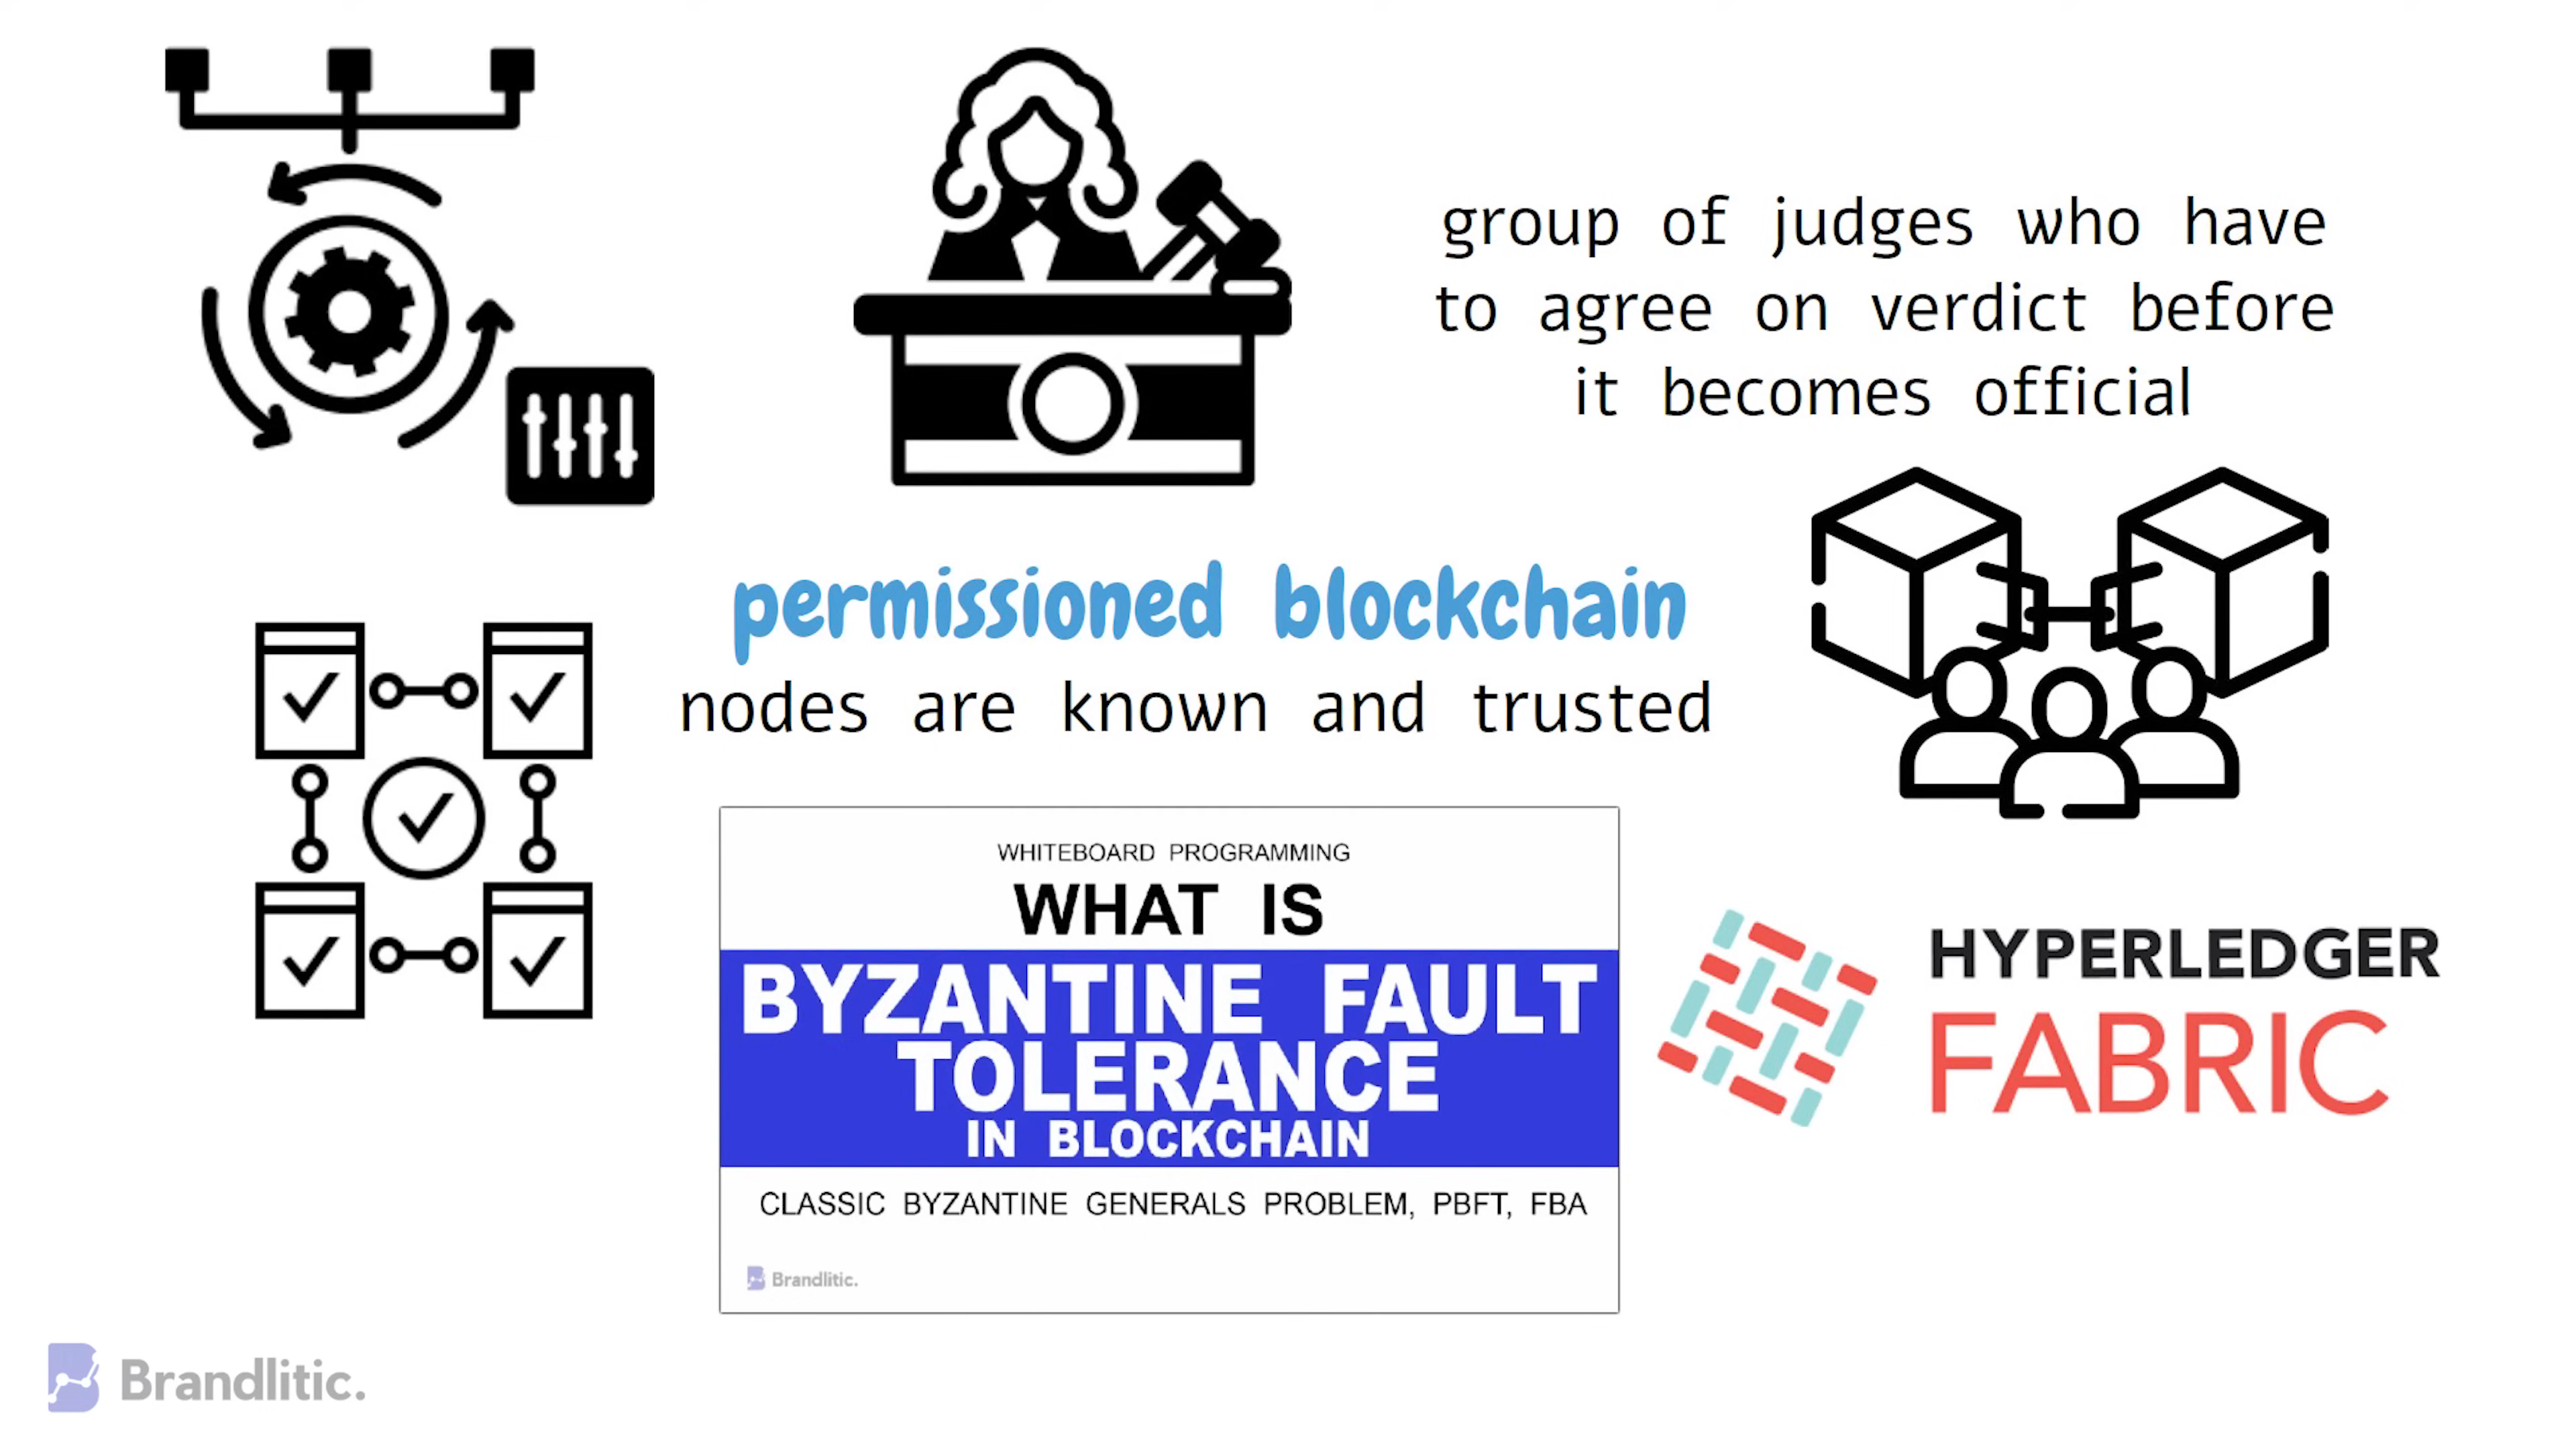 group of judges who have
to agree on verdict before
it becomes official
permissioned blockchain
nodes are known and trusted
WHITEBOARD PROGRAMMING
WHAT IS
BYZANTINE FAULT
TOLERANCE
IN BLOCKCHAIN
CLASSIC BYZANTINE GENERALS PROBLEM, PBFT, FBA
Brandlitic.
HYPERLEDGER
FABRIC
Brandlitic.